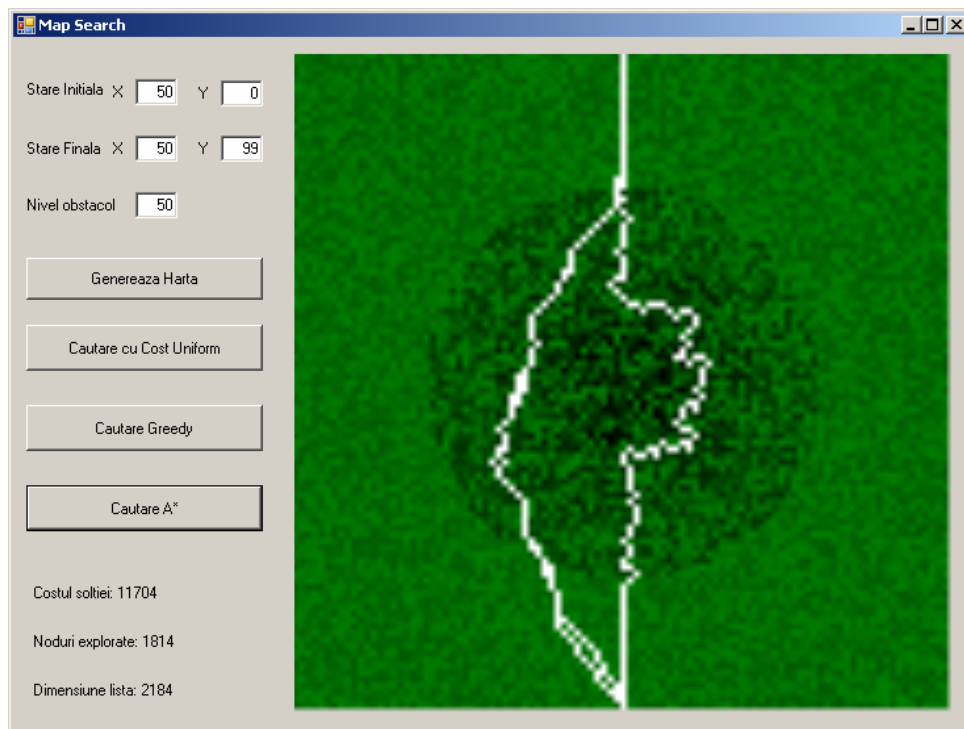 Map Search
Stare Initiala X 50 Y 0
Stare Finala X 50 Y 99
Nivel obstacol 50
Genereaza Harta
Cautare cu Cost Uniform
Cautare Greedy
Cautare A*
Costul soltiei: 11704
Noduri explorate: 1814
Dimensiune lista: 2184